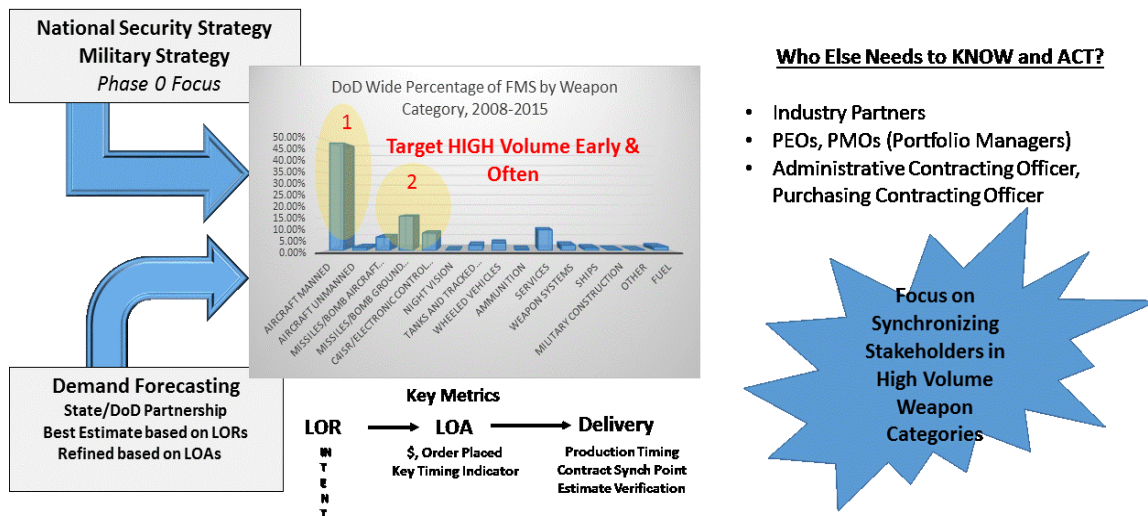 National Security Strategy
Military Strategy
Phase 0 Focus
DoD Wide Percentage of FMS by Weapon
Category, 2008-2015
1
2
Target HIGH Volume Early &
Often
50.00%
45.00%
40.00%
35.00%
30.00%
25.00%
20.00%
15.00%
10.00%
5.00%
0.00%
AIRCRAFT MANNED
AIRCRAFT UNMANNED
MISSILES/BOMB AIRCRAFT...
MISSILES/BOMB GROUND...
C4ISR/ELECTRONIC CONTROL...
NIGHT VISION
TANKS AND TRACKED...
WHEELED VEHICLES
AMMUNITION
SERVICES
WEAPON SYSTEMS
SHIPS
MILITARY CONSTRUCTION
OTHER
FUEL
Demand Forecasting
State/DoD Partnership
Best Estimate based on LORs
Refined based on LOAs
Key Metrics
LOR
INTENT
LOA
$, Order Placed
Key Timing Indicator
Delivery
Production Timing
Contract Synch Point
Estimate Verification
Who Else Needs to KNOW and ACT?
• Industry Partners
• PEOs, PMOs (Portfolio Managers)
• Administrative Contracting Officer,
Purchasing Contracting Officer
Focus on
Synchronizing
Stakeholders in
High Volume
Weapon
Categories